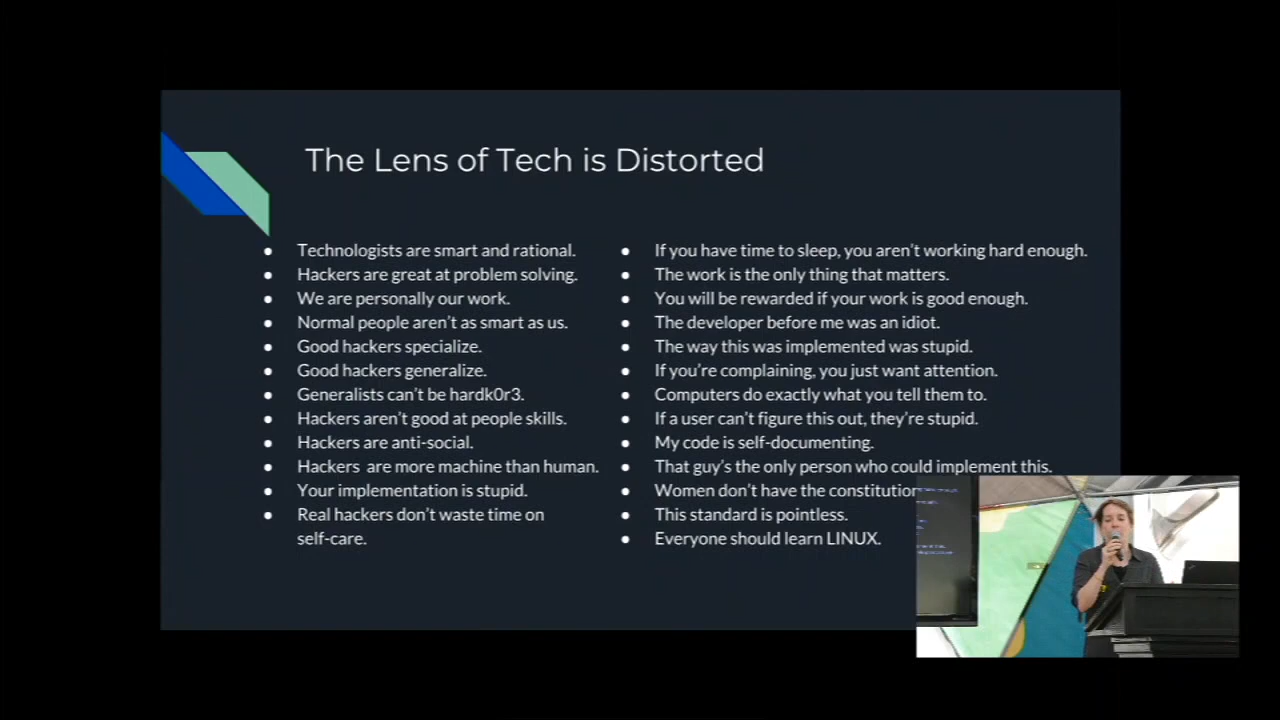 The Lens of Tech is Distorted
Technologists are smart and rational.
Hackers are great at problem solving.
We are personally our work.
Normal people aren't as smart as us.
Good hackers specialize.
Good hackers generalize.
Generalists can't be hardk0r3.
Hackers aren't good at people skills.
Hackers are anti-social.
Hackers are more machine than human.
Your implementation is stupid.
Real hackers don't waste time on
self-care.
If you have time to sleep, you aren't working hard enough.
The work is the only thing that matters.
You will be rewarded if your work is good enough.
The developer before me was an idiot.
The way this was implemented was stupid.
If you're complaining, you just want attention.
Computers do exactly what you tell them to.
If a user can't figure this out, they're stupid.
My code is self-documenting.
That guy's the only person who could implement this.
Women don't have the constitution
This standard is pointless.
Everyone should learn LINUX.